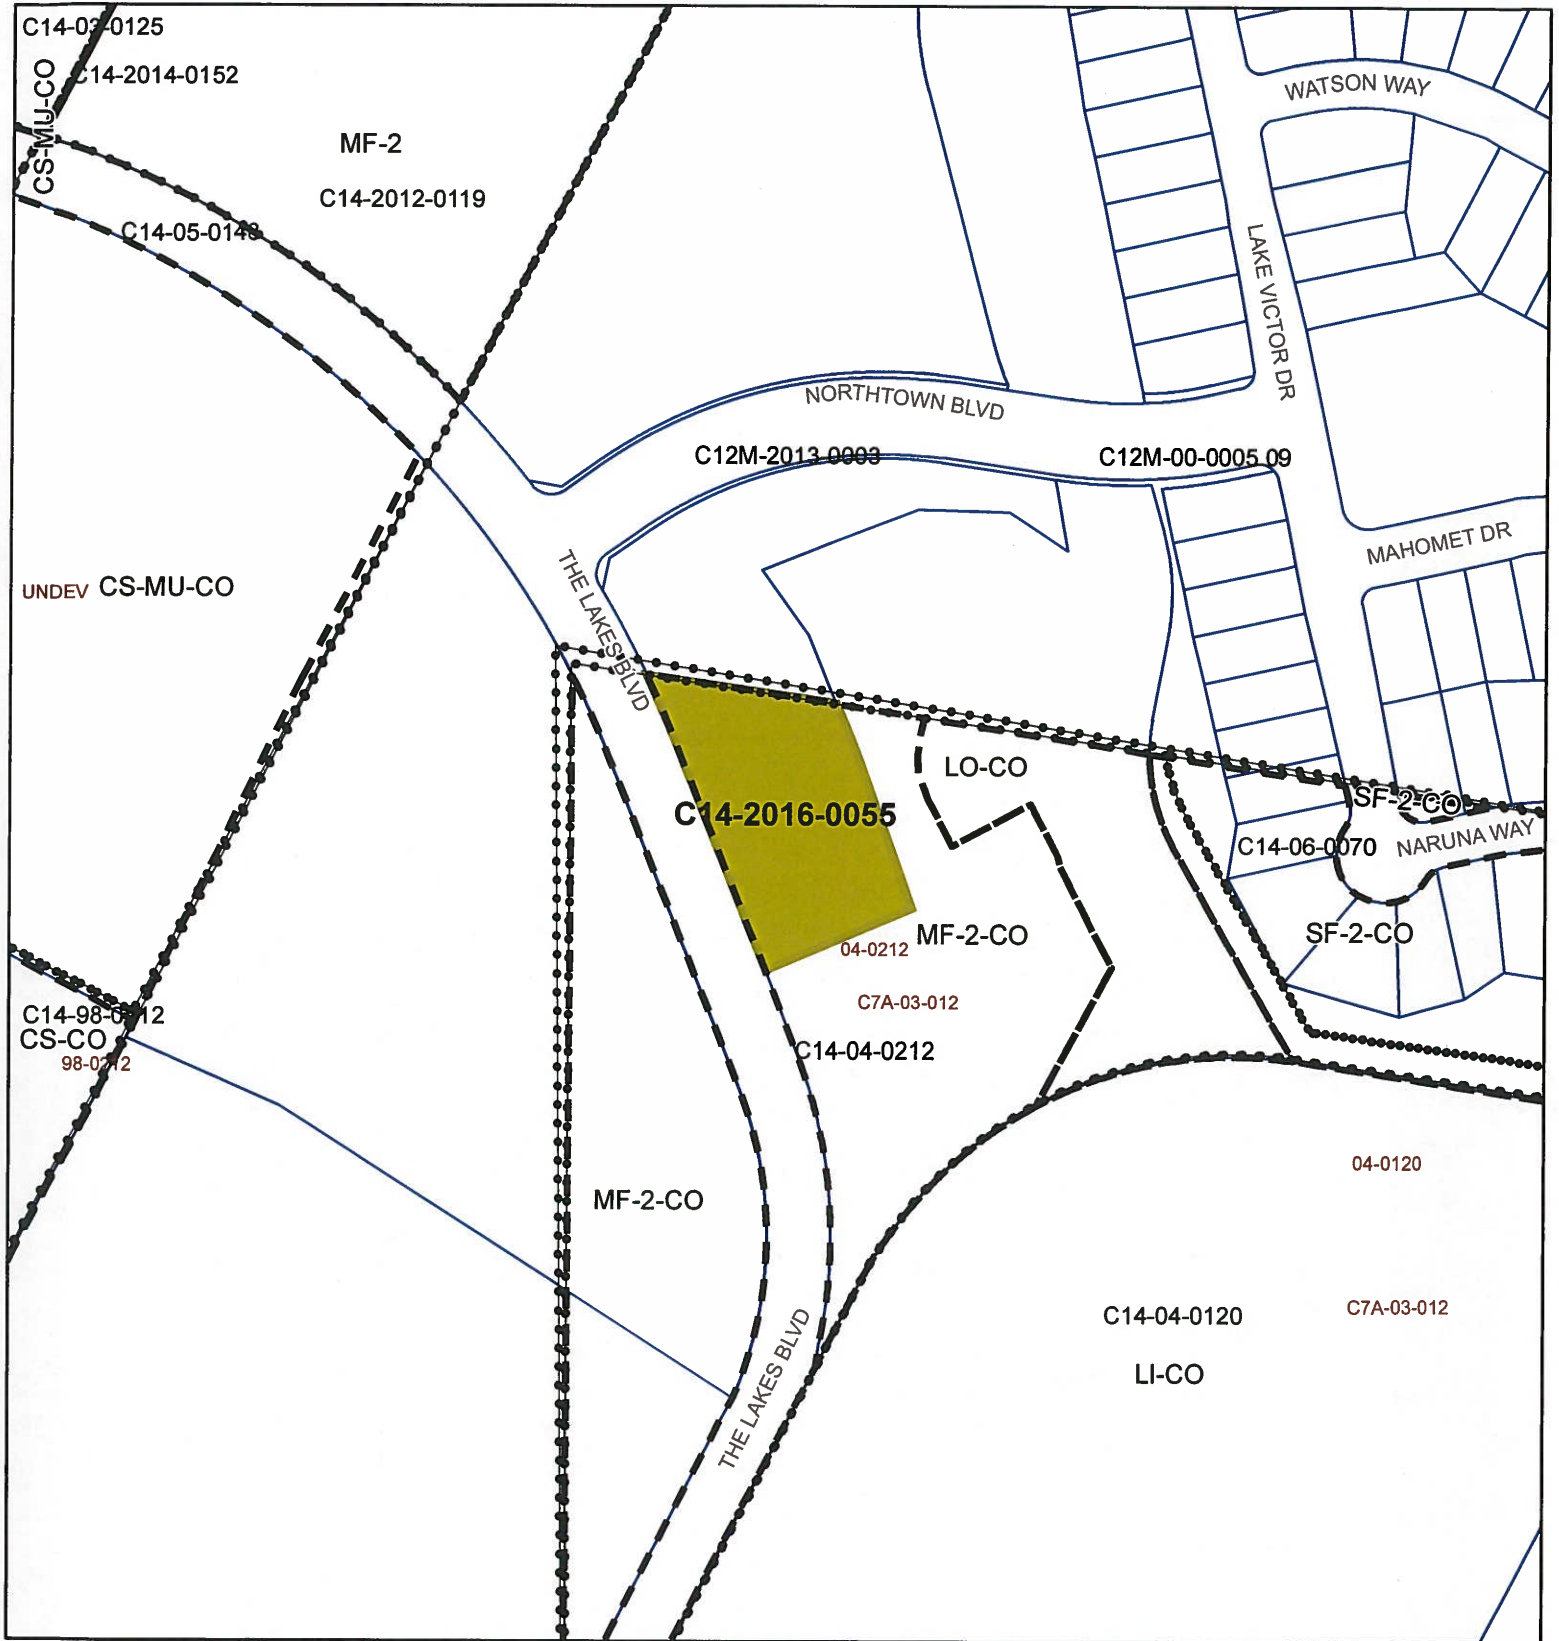 C14-03-0125
C14-2014-0152
CS-MU-CO
MF-2
C14-2012-0119
C14-05-0148
WATSON WAY
LAKE VICTOR DR
NORTHTOWN BLVD
C12M-2013-0003
C12M-00-0005.09
MAHOMET DR
THE LAKES BLVD
UNDEV CS-MU-CO
LO-CO
SF-2-CO
C14-2016-0055
C14-06-0070
NARUNA WAY
SF-2-CO
MF-2-CO
04-0212
C7A-03-012
C14-98-0212
CS-CO
98-0212
C14-04-0212
04-0120
MF-2-CO
C14-04-0120
C7A-03-012
LI-CO
THE LAKES BLVD